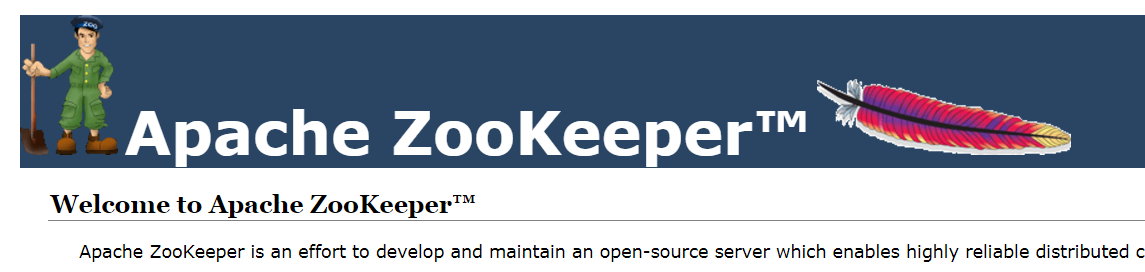 ZOO
Apache ZooKeeper™
Welcome to Apache ZooKeeper™
Apache ZooKeeper is an effort to develop and maintain an open-source server which enables highly reliable distributed c